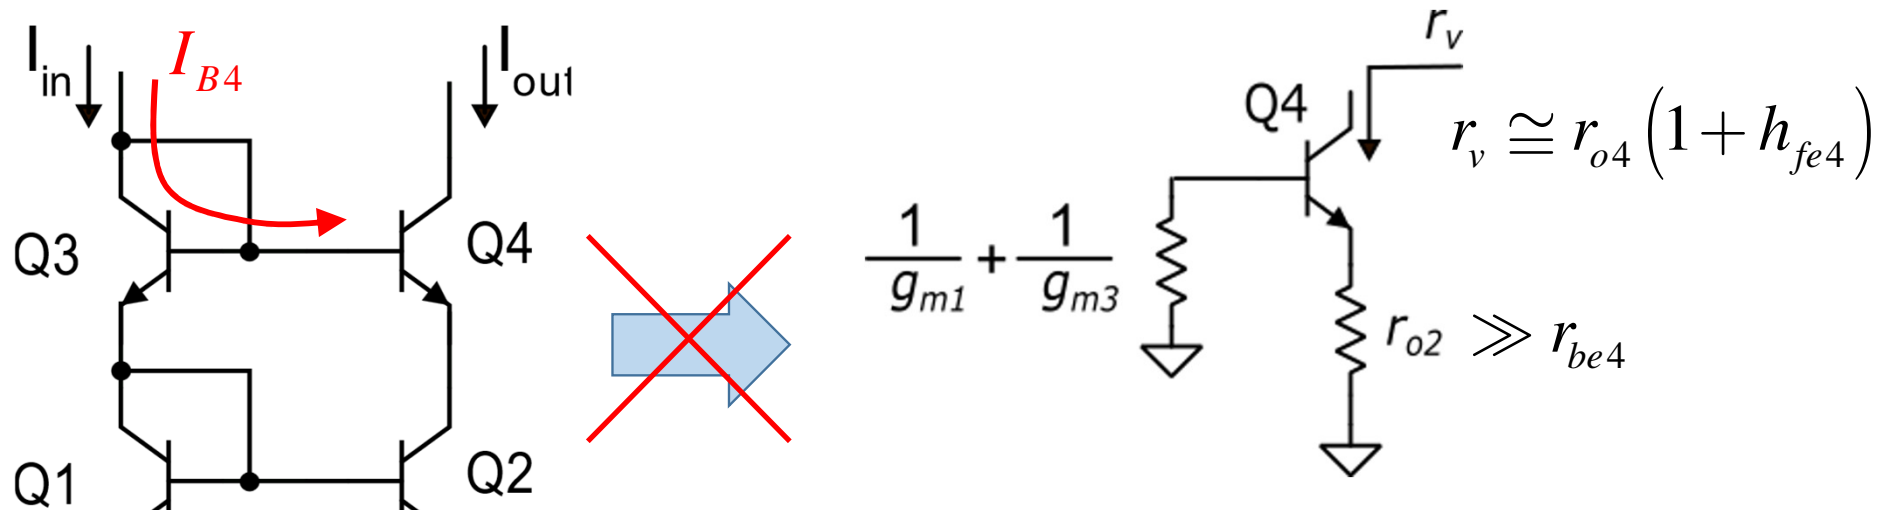 I_in
I_B4
I_out
Q3
Q4
Q1
Q2
1/g_m1 + 1/g_m3
Q4
r_v
r_v ≅ r_o4 (1 + h_fe4)
r_o2 ≫ r_be4